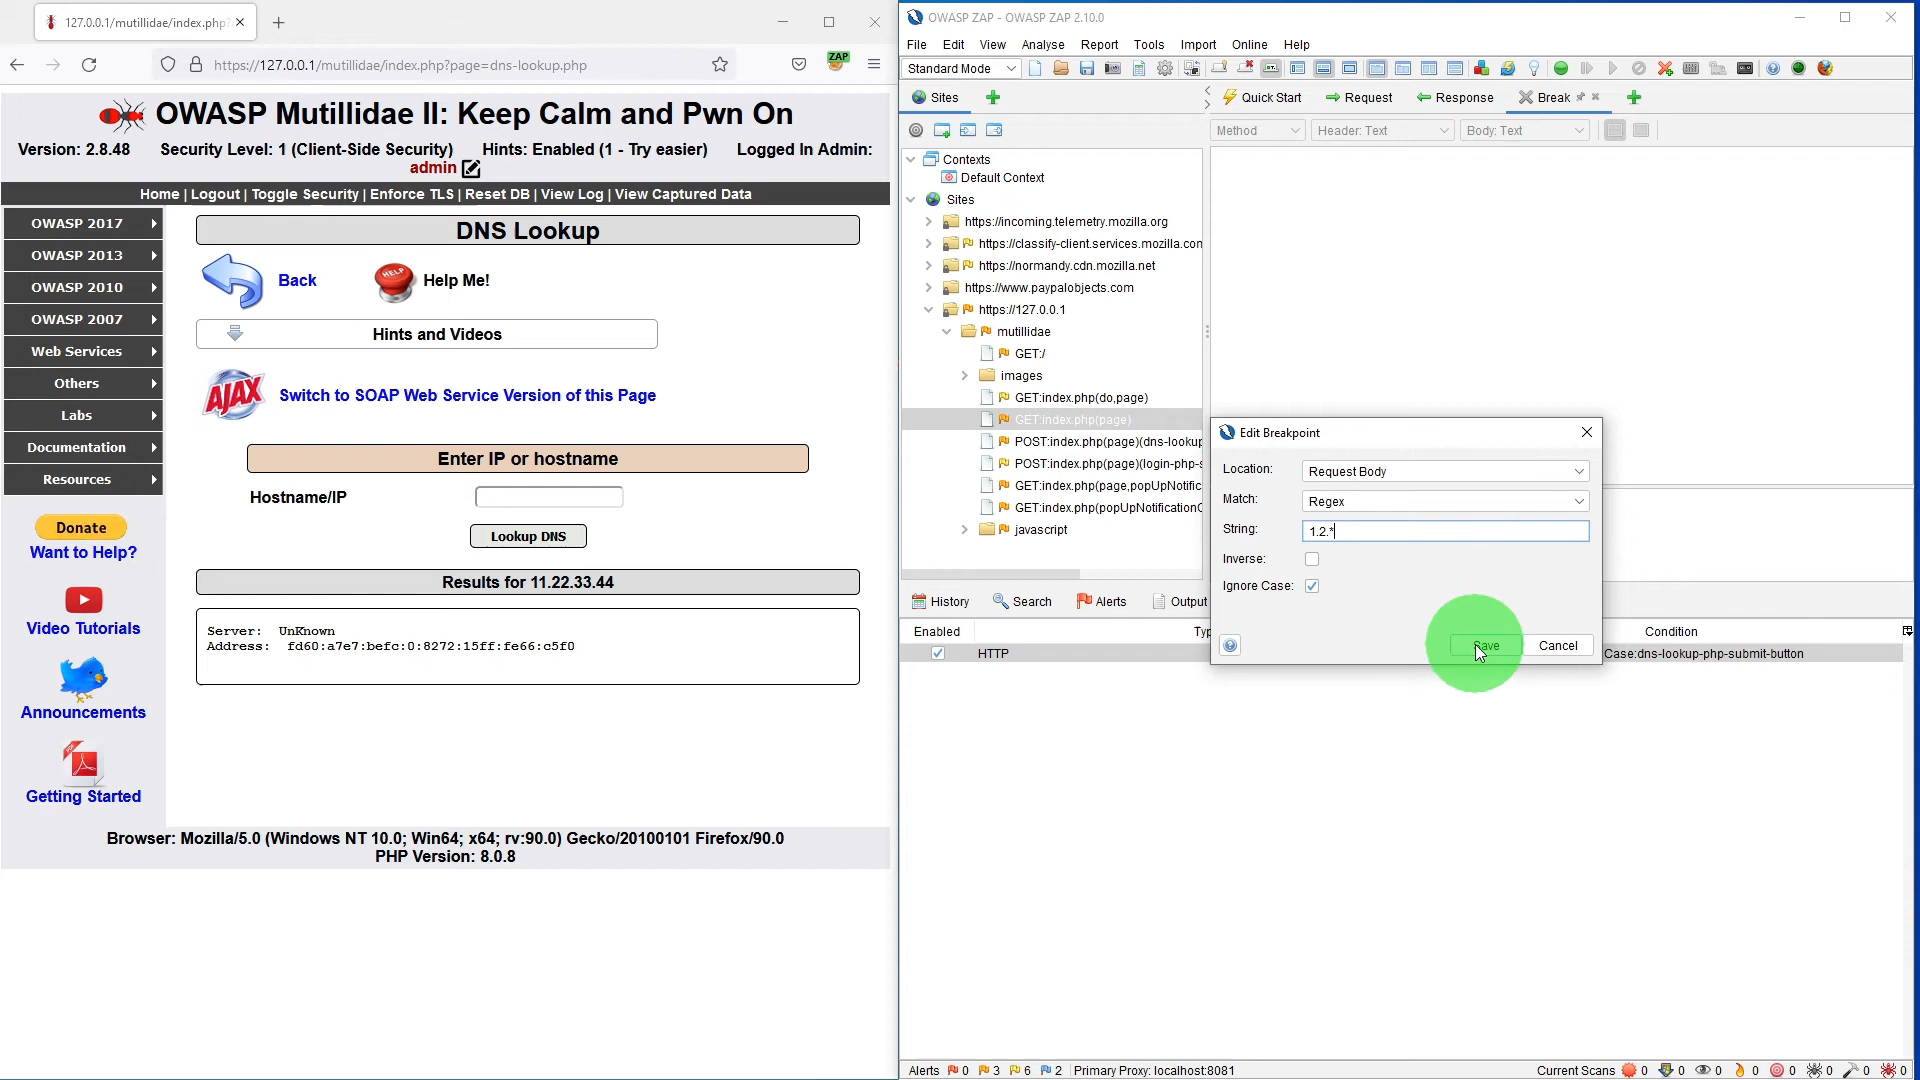 127.0.0.1/mutillidae/index.php?
https://127.0.0.1/mutillidae/index.php?page=dns-lookup.php
ZAP
OWASP Mutillidae II: Keep Calm and Pwn On
Version: 2.8.48 Security Level: 1 (Client-Side Security) Hints: Enabled (1 - Try easier) Logged In Admin:
admin
Home | Logout | Toggle Security | Enforce TLS | Reset DB | View Log | View Captured Data
OWASP 2017
OWASP 2013
OWASP 2010
OWASP 2007
Web Services
Others
Labs
Documentation
Resources
Donate
Want to Help?
Video Tutorials
Announcements
Getting Started
DNS Lookup
Back
HELP
Help Me!
Hints and Videos
AJAX
Switch to SOAP Web Service Version of this Page
Enter IP or hostname
Hostname/IP
Lookup DNS
Results for 11.22.33.44
Server: UnKnown
Address: fd60:a7e7:befc:0:8272:15ff:fe66:c5f0
Browser: Mozilla/5.0 (Windows NT 10.0; Win64; x64; rv:90.0) Gecko/20100101 Firefox/90.0
PHP Version: 8.0.8
OWASP ZAP - OWASP ZAP 2.10.0
File Edit View Analyse Report Tools Import Online Help
Standard Mode
Sites
Quick Start Request Response Break
Method Header: Text Body: Text
Contexts
Default Context
Sites
https://incoming.telemetry.mozilla.org
https://classify-client.services.mozilla.con
https://normandy.cdn.mozilla.net
https://www.paypalobjects.com
https://127.0.0.1
mutillidae
GET:/
images
GET:index.php(do,page)
GET:index.php(page)
POST:index.php(page)(dns-lookup
POST:index.php(page)(login-php-s
GET:index.php(page,popUpNotific
GET:index.php(popUpNotification
javascript
Edit Breakpoint
Location: Request Body
Match: Regex
String: 1.2.*
Inverse:
Ignore Case:
Save Cancel
History Search Alerts Output
Enabled Typ Condition
HTTP Case:dns-lookup-php-submit-button
Alerts 0 3 6 2 Primary Proxy: localhost:8081
Current Scans 0 0 0 0 0 0 0 0